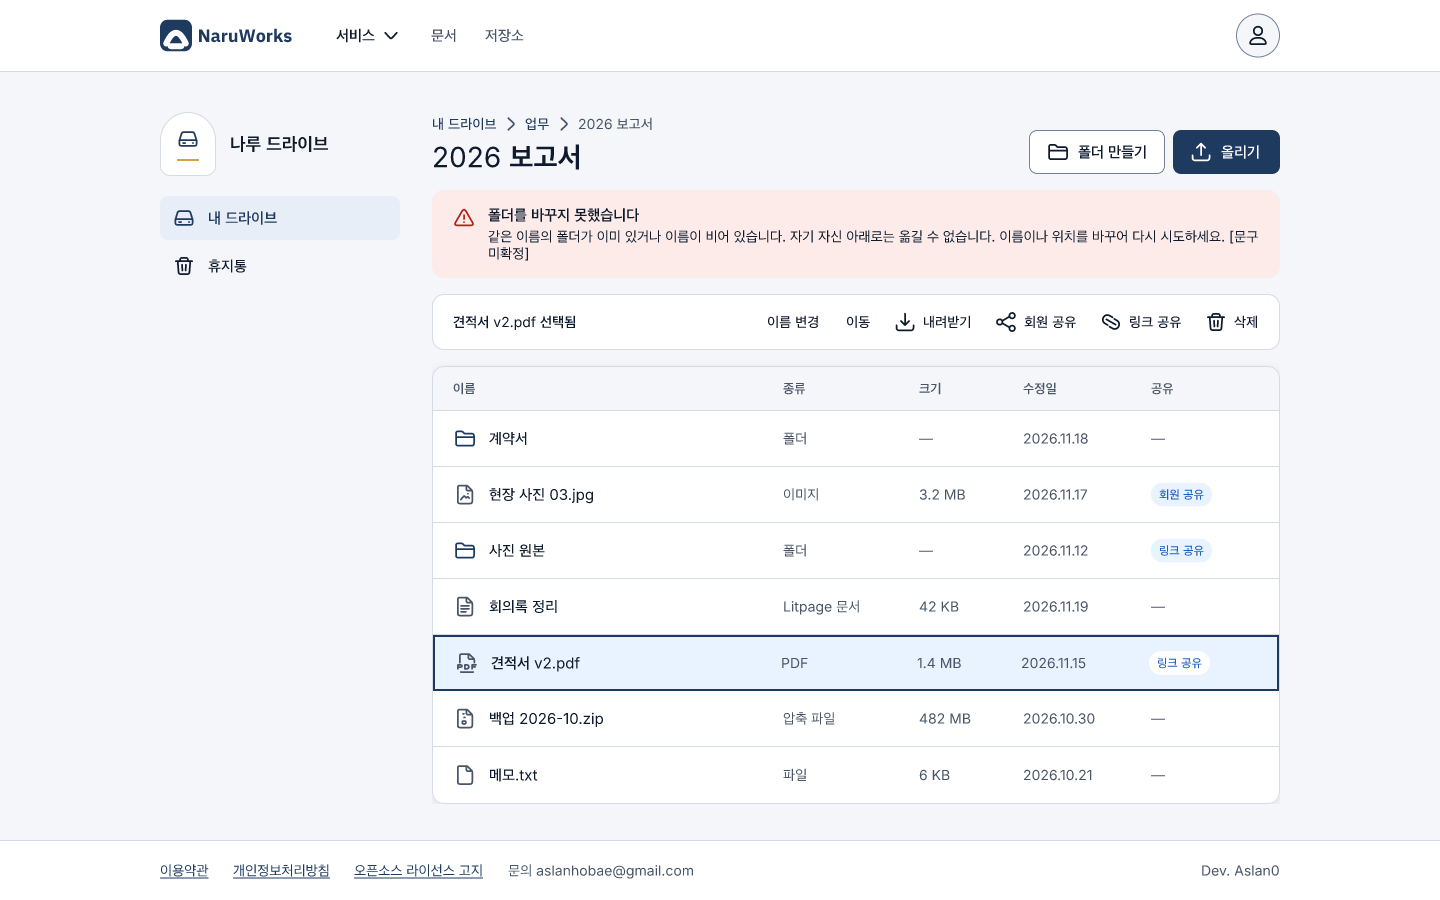 NaruWorks
서비스
문서
저장소
나루 드라이브
내 드라이브
휴지통
내 드라이브 > 업무 > 2026 보고서
2026 보고서
폴더 만들기
올리기
폴더를 바꾸지 못했습니다
같은 이름의 폴더가 이미 있거나 이름이 비어 있습니다. 자기 자신 아래로는 옮길 수 없습니다. 이름이나 위치를 바꾸어 다시 시도하세요. [문구
미확정]
견적서 v2.pdf 선택됨
이름 변경
이동
내려받기
회원 공유
링크 공유
삭제
이름 종류 크기 수정일 공유
계약서 폴더 — 2026.11.18 —
현장 사진 03.jpg 이미지 3.2 MB 2026.11.17 회원 공유
사진 원본 폴더 — 2026.11.12 링크 공유
회의록 정리 Litpage 문서 42 KB 2026.11.19 —
PDF 견적서 v2.pdf PDF 1.4 MB 2026.11.15 링크 공유
백업 2026-10.zip 압축 파일 482 MB 2026.10.30 —
메모.txt 파일 6 KB 2026.10.21 —
이용약관
개인정보처리방침
오픈소스 라이선스 고지
문의 aslanhobae@gmail.com
Dev. Aslan0